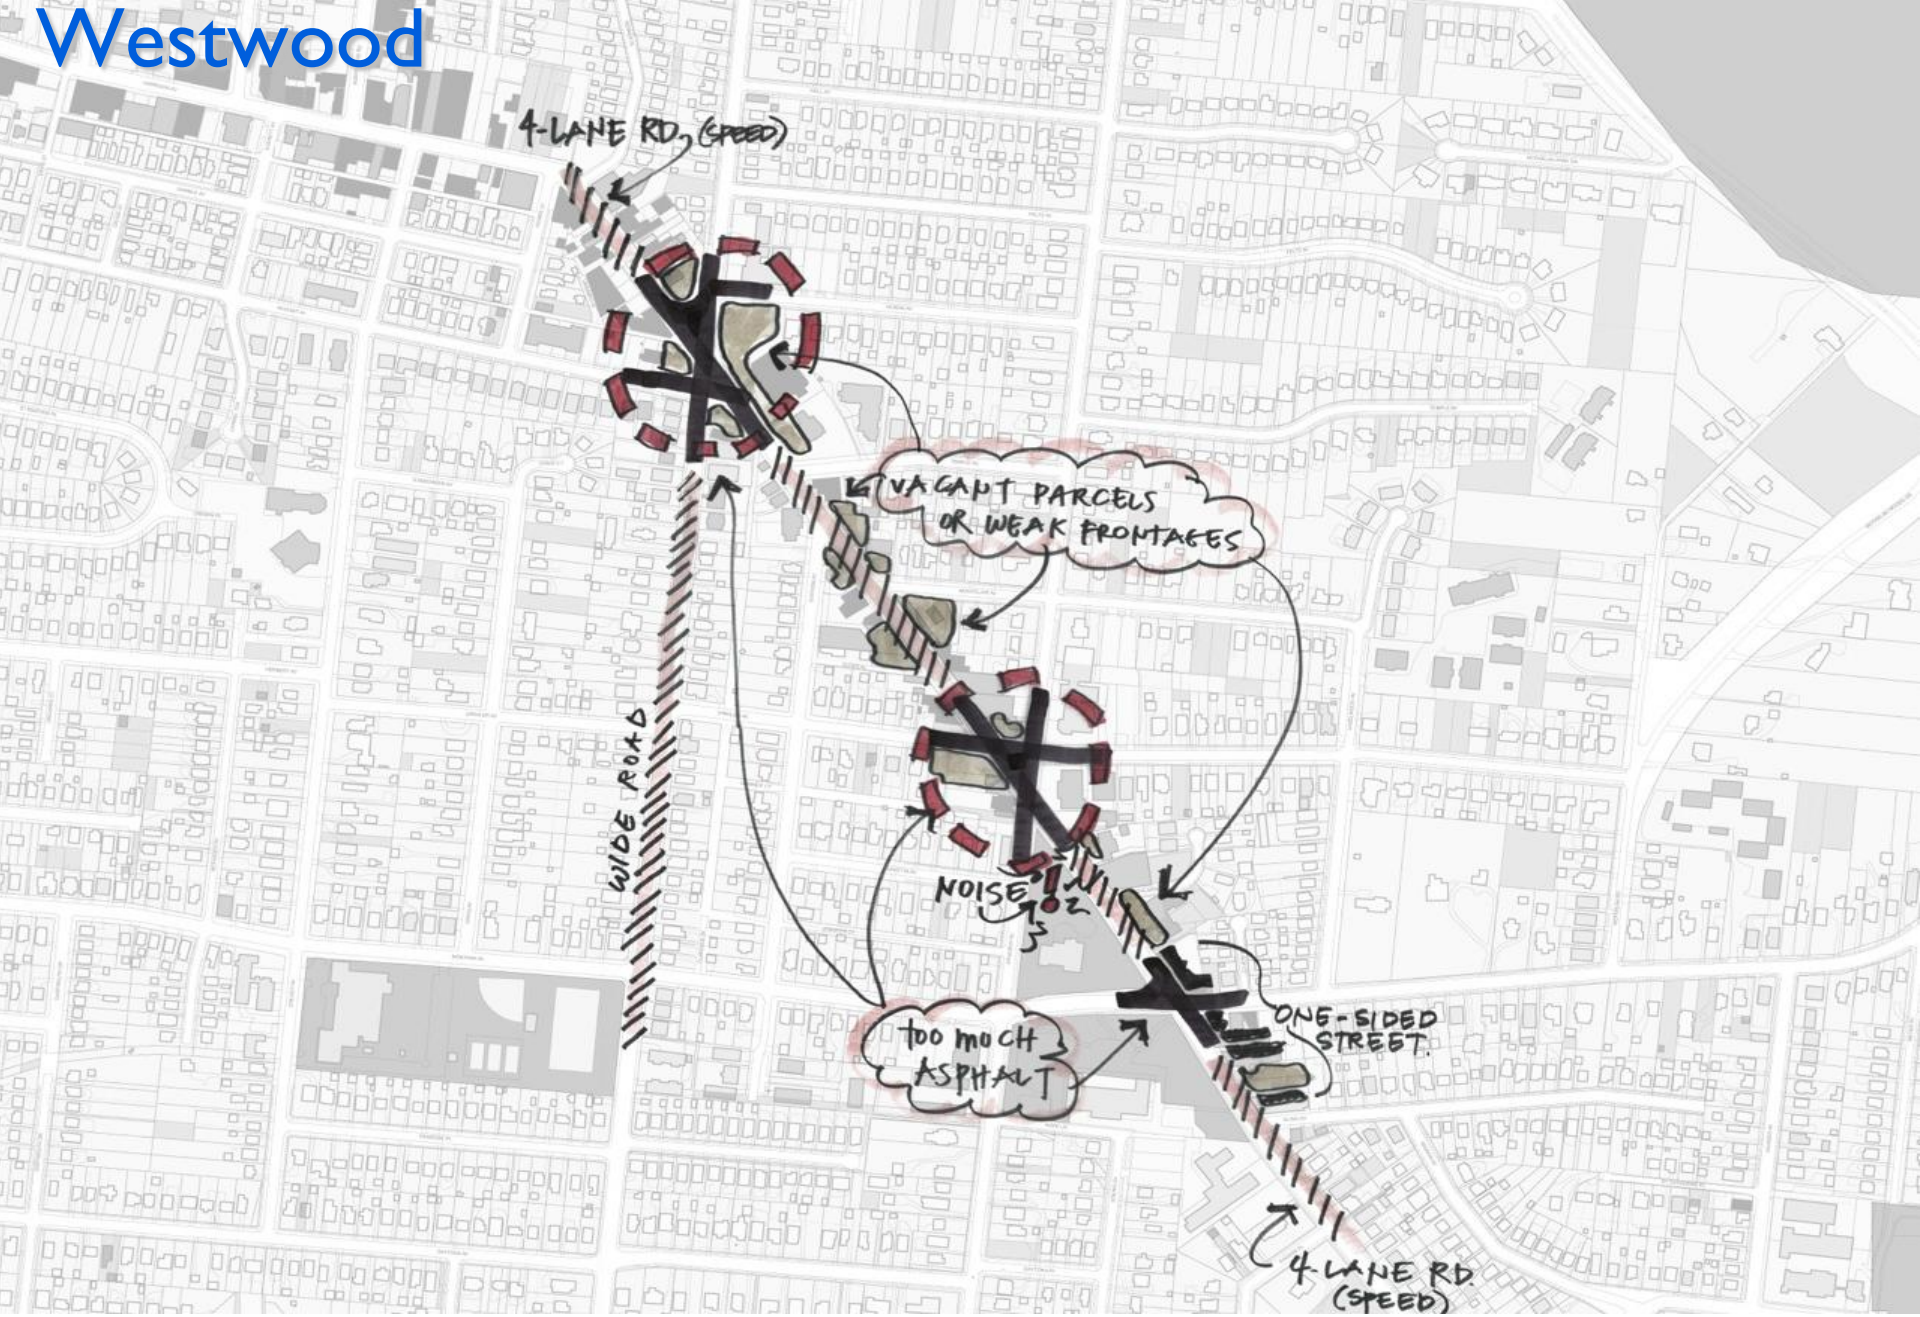 Westwood
4-LANE RD, (SPEED)
VACANT PARCELS
OR WEAK FRONTAGES
WIDE ROAD
NOISE
ONE-SIDED
STREET.
TOO MUCH
ASPHALT
4-LANE RD.
(SPEED)